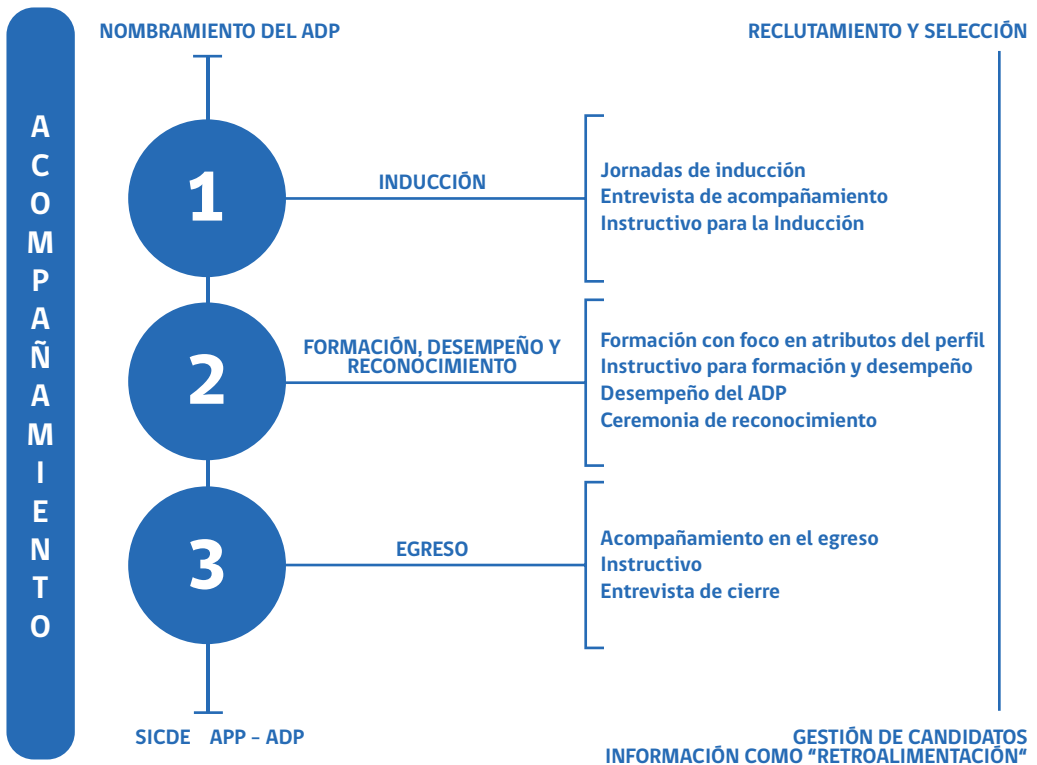 ACOMPAÑAMIENTO
NOMBRAMIENTO DEL ADP
RECLUTAMIENTO Y SELECCIÓN
1
INDUCCIÓN
Jornadas de inducción
Entrevista de acompañamiento
Instructivo para la Inducción
2
FORMACIÓN, DESEMPEÑO Y
RECONOCIMIENTO
Formación con foco en atributos del perfil
Instructivo para formación y desempeño
Desempeño del ADP
Ceremonia de reconocimiento
3
EGRESO
Acompañamiento en el egreso
Instructivo
Entrevista de cierre
SICDE APP – ADP
GESTIÓN DE CANDIDATOS
INFORMACIÓN COMO “RETROALIMENTACIÓN“